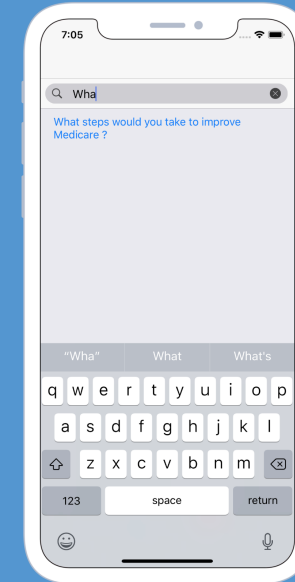 7:05
Wha
What steps would you take to improve
Medicare ?
“Wha” What What's
q w e r t y u i o p
a s d f g h j k l
z x c v b n m
123 space return